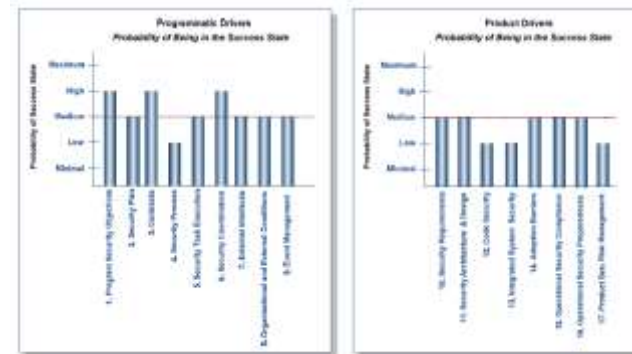 Programmatic Drivers
Probability of Being in the Success State
Probability of Success State
Maximum
High
Medium
Low
Minimal
1. Program Security Objectives
2. Security Plan
3. Contracts
4. Security Process
5. Security Task Execution
6. Security Coordination
7. External Interfaces
8. Organizational and External Conditions
9. Event Management
Product Drivers
Probability of Being in the Success State
Probability of Success State
Maximum
High
Medium
Low
Minimal
10. Security Requirements
11. Security Architecture & Design
12. Code Security
13. Integrated System Security
14. Adoption Barriers
15. Operational Security Compliance
16. Operational Security Preparedness
17. Product Security Risk Management